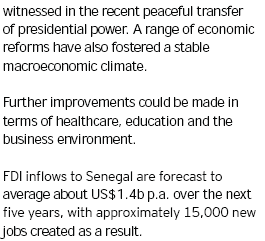 witnessed in the recent peaceful transfer
of presidential power. A range of economic
reforms have also fostered a stable
macroeconomic climate.
Further improvements could be made in
terms of healthcare, education and the
business environment.
FDI inflows to Senegal are forecast to
average about US$1.4b p.a. over the next
five years, with approximately 15,000 new
jobs created as a result.